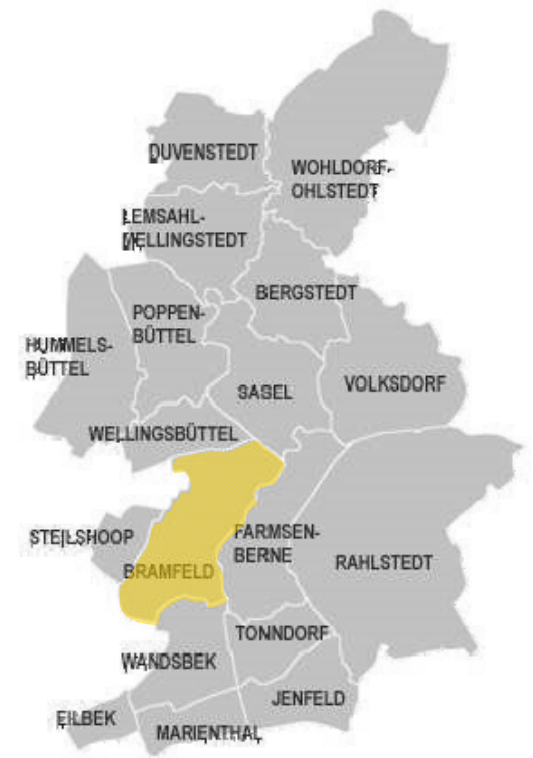 DUVENSTEDT
WOHLDORF-
OHLSTEDT
LEMSAHL-
MELLINGSTEDT
BERGSTEDT
POPPEN-
BÜTTEL
HUMMELS-
BÜTTEL
SASEL
VOLKSDORF
WELLINGSBÜTTEL
STEILSHOOP
FARMSEN-
BERNE
BRAMFELD
RAHLSTEDT
TONNDORF
WANDSBEK
JENFELD
EILBEK
MARIENTHAL